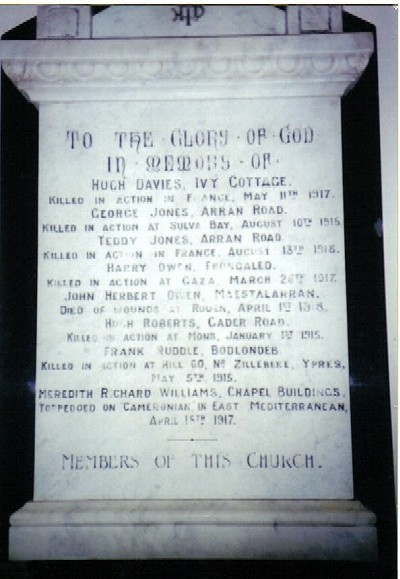 TO THE GLORY OF GOD
IN MEMORY OF
HUGH DAVIES, IVY COTTAGE.
KILLED IN ACTION IN FRANCE, MAY 11TH 1917.
GEORGE JONES, ARRAN ROAD.
KILLED IN ACTION AT SULVA BAY, AUGUST 10TH 1915.
TEDDY JONES, ARRAN ROAD.
KILLED IN ACTION IN FRANCE, AUGUST 18TH 1918.
HARRY OWEN, FRONGALED.
KILLED IN ACTION AT GAZA, MARCH 26TH 1917.
JOHN HERBERT OWEN, MAESTALARRAN.
DIED OF WOUNDS AT ROUEN, APRIL 1ST 1918.
HUGH ROBERTS, CADER ROAD.
KILLED IN ACTION AT MONS, JANUARY 1ST 1915.
FRANK RUDDLE, BODLONDEB
KILLED IN ACTION AT HILL 60, NR ZILLEBEKE, YPRES,
MAY 5TH 1915.
MEREDITH RICHARD WILLIAMS, CHAPEL BUILDINGS,
TORPEDOED ON CAMERONIAN, IN EAST MEDITERRANEAN,
APRIL 15TH 1917.
MEMBERS OF THIS CHURCH.